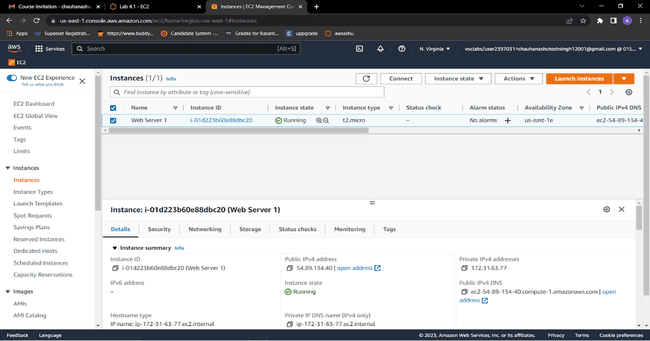 Course Invitation - chauhanashu
Lab 4.1 - EC2
Instances | EC2 Management Co
us-east-1.console.aws.amazon.com/ec2/home?region=us-east-1#Instances:
Apps
Superset Registrati...
https://www.buddy...
Candidate System -...
Grades for Basant...
upgrade
awsashu
aws
Services
Search
[Alt+S]
N. Virginia
voclabs/user2397031=chauhanashutoshsingh12001@gmail.com @ 015...
EC2
New EC2 Experience
Tell us what you think
EC2 Dashboard
EC2 Global View
Events
Tags
Limits
Instances
Instances
Instance Types
Launch Templates
Spot Requests
Savings Plans
Reserved Instances
Dedicated Hosts
Scheduled Instances
Capacity Reservations
Images
AMIs
AMI Catalog
Instances (1/1) Info
Connect
Instance state
Actions
Launch instances
Find instance by attribute or tag (case-sensitive)
1
Name Instance ID Instance state Instance type Status check Alarm status Availability Zone Public IPv4 DNS
Web Server 1 i-01d223b60e88dbc20 Running t2.micro – No alarms us-east-1e ec2-54-89-134-4
Instance: i-01d223b60e88dbc20 (Web Server 1)
Details Security Networking Storage Status checks Monitoring Tags
Instance summary Info
Instance ID Public IPv4 address Private IPv4 addresses
i-01d223b60e88dbc20 (Web Server 1) 54.89.134.40 | open address 172.31.63.77
IPv6 address Instance state Public IPv4 DNS
– Running ec2-54-89-134-40.compute-1.amazonaws.com | open
address
Hostname type Private IP DNS name (IPv4 only)
IP name: ip-172-31-63-77.ec2.internal ip-172-31-63-77.ec2.internal
Feedback Language © 2023, Amazon Web Services, Inc. or its affiliates. Privacy Terms Cookie preferences